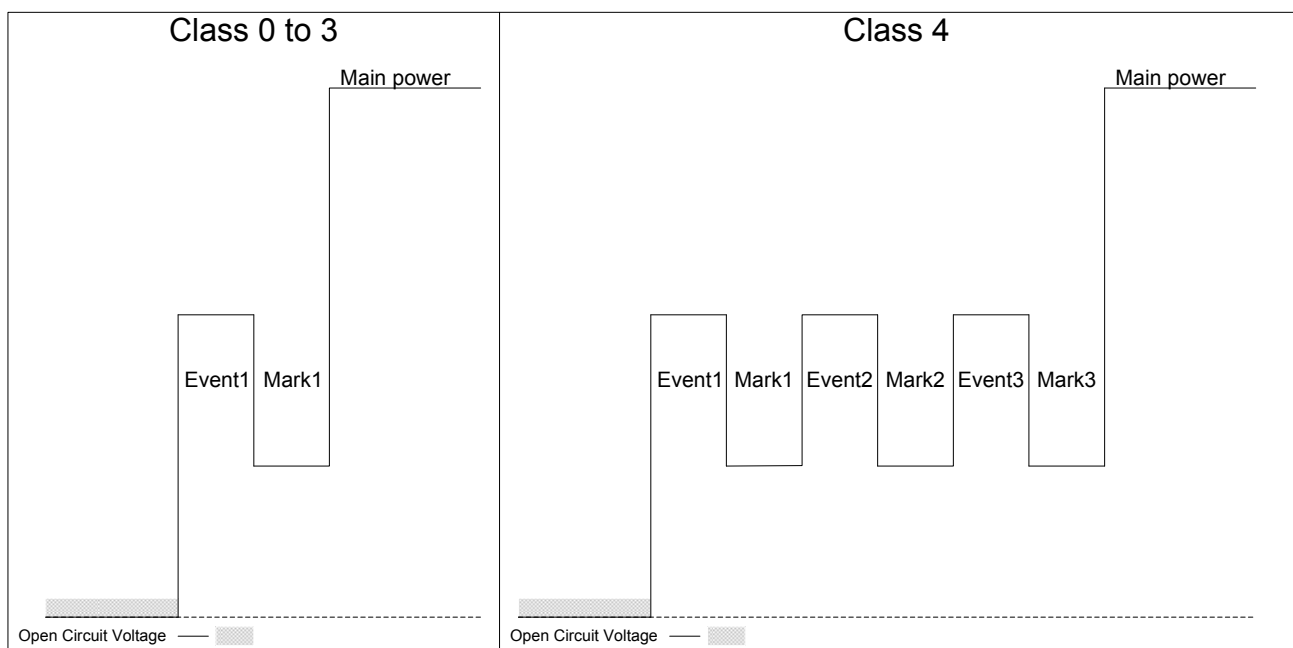 Class 0 to 3
Main power
Event1 Mark1
Open Circuit Voltage
Class 4
Main power
Event1 Mark1 Event2 Mark2 Event3 Mark3
Open Circuit Voltage